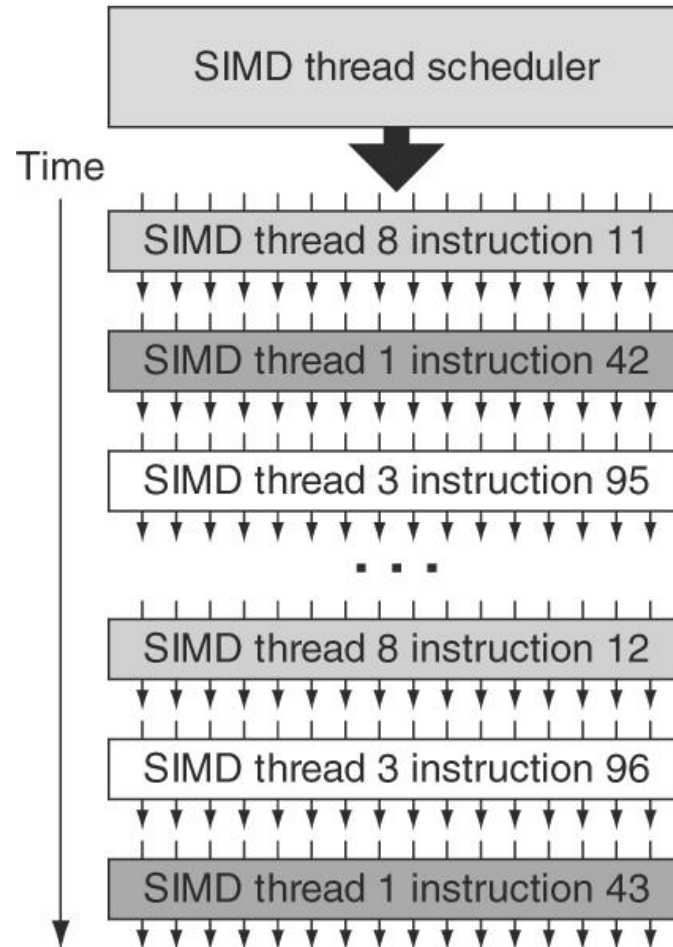 SIMD thread scheduler
Time
SIMD thread 8 instruction 11
SIMD thread 1 instruction 42
SIMD thread 3 instruction 95
. . .
SIMD thread 8 instruction 12
SIMD thread 3 instruction 96
SIMD thread 1 instruction 43